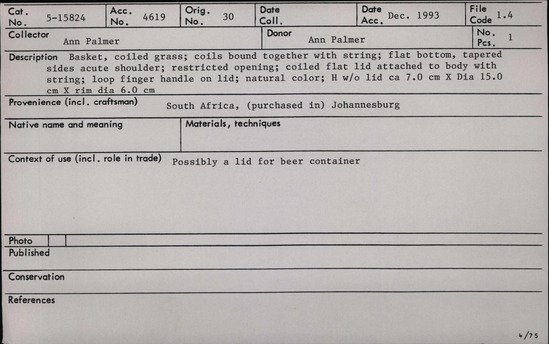 Cat. No. 5-15824 Acc. No. 4619 Orig. No. 30 Date Coll. Date Acc. Dec. 1993 File Code 1.4
Collector Ann Palmer Donor Ann Palmer No. Pcs. 1
Description Basket, coiled grass; coils bound together with string; flat bottom, tapered
sides acute shoulder; restricted opening; coiled flat lid attached to body with
string; loop finger handle on lid; natural color; H w/o lid ca 7.0 cm X Dia 15.0
cm X rim dia 6.0 cm
Provenience (incl. craftsman) South Africa, (purchased in) Johannesburg
Native name and meaning Materials, techniques
Context of use (incl. role in trade) Possibly a lid for beer container
Photo
Published
Conservation
References
4/75